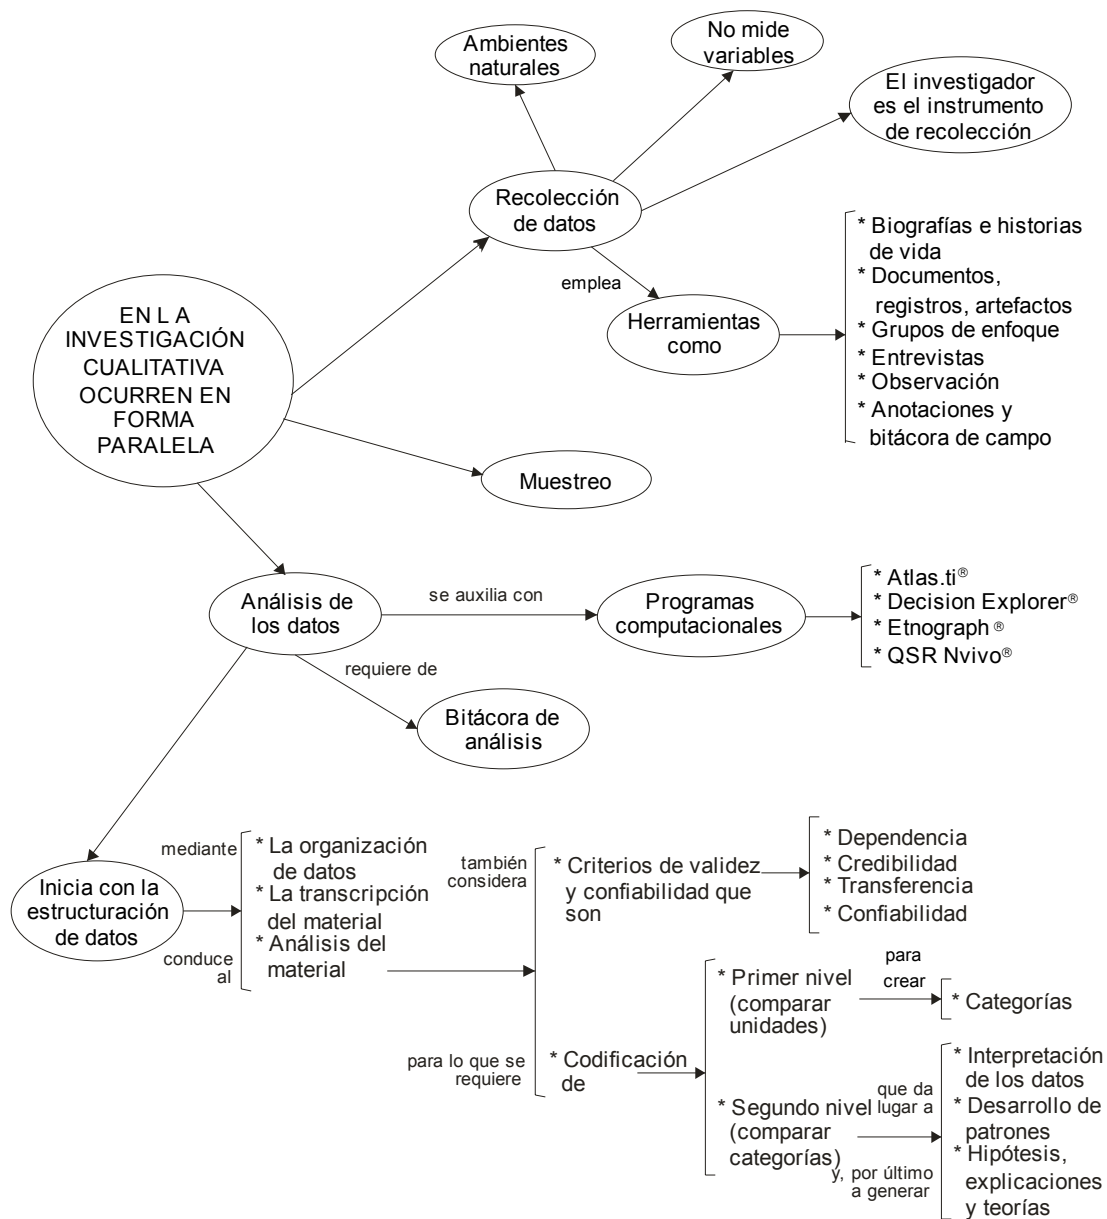 Ambientes
naturales
No mide
variables
El investigador
es el instrumento
de recolección
Recolección
de datos
emplea
Herramientas
como
* Biografías e historias
de vida
* Documentos,
registros, artefactos
* Grupos de enfoque
* Entrevistas
* Observación
* Anotaciones y
bitácora de campo
EN L A
INVESTIGACIÓN
CUALITATIVA
OCURREN EN
FORMA
PARALELA
Muestreo
Análisis de
los datos
se auxilia con
Programas
computacionales
* Atlas.ti®
* Decision Explorer®
* Etnograph ®
* QSR Nvivo®
requiere de
Bitácora de
análisis
Inicia con la
estructuración
de datos
mediante
conduce
al
* La organización
de datos
* La transcripción
del material
* Análisis del
material
también
considera
* Criterios de validez
y confiabilidad que
son
* Dependencia
* Credibilidad
* Transferencia
* Confiabilidad
para lo que se
requiere
* Codificación
de
* Primer nivel
(comparar
unidades)
para
crear
* Categorías
* Segundo nivel
(comparar
categorías)
que da
lugar a
y, por último
a generar
* Interpretación
de los datos
* Desarrollo de
patrones
* Hipótesis,
explicaciones
y teorías